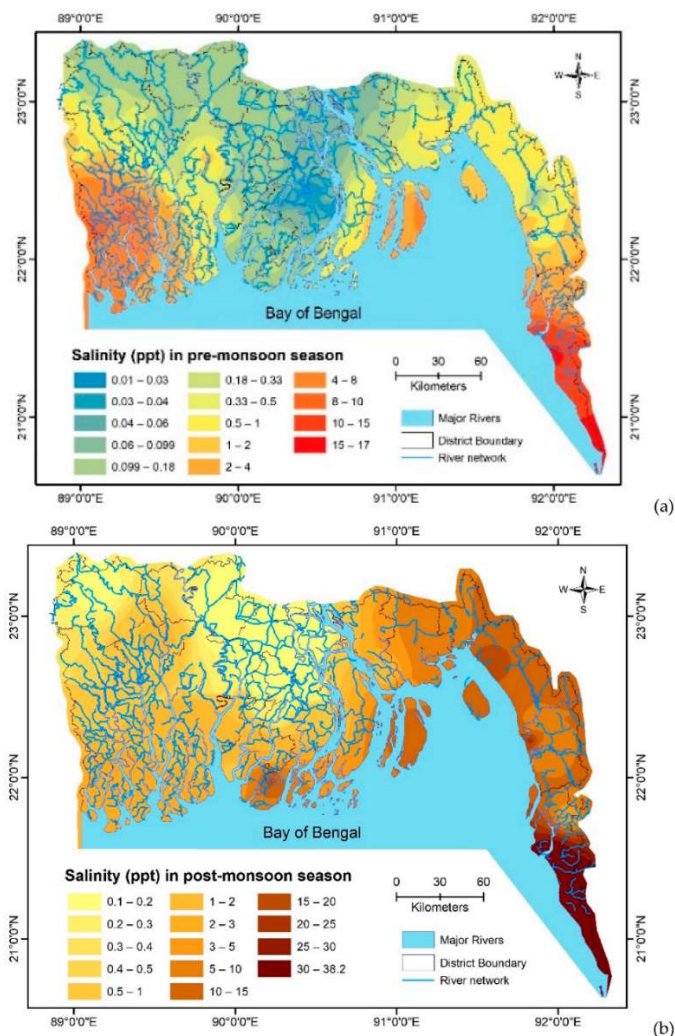 89°0'0"E 90°0'0"E 91°0'0"E 92°0'0"E
23°0'0"N
22°0'0"N
21°0'0"N
23°0'0"N
22°0'0"N
21°0'0"N
N
W E
S
Bay of Bengal
Salinity (ppt) in pre-monsoon season
0.01 – 0.03
0.03 – 0.04
0.04 – 0.06
0.06 – 0.099
0.099 – 0.18
0.18 – 0.33
0.33 – 0.5
0.5 – 1
1 – 2
2 – 4
4 – 8
8 – 10
10 – 15
15 – 17
0 30 60
Kilometers
Major Rivers
District Boundary
River network
89°0'0"E 90°0'0"E 91°0'0"E 92°0'0"E
(a)
89°0'0"E 90°0'0"E 91°0'0"E 92°0'0"E
23°0'0"N
22°0'0"N
21°0'0"N
23°0'0"N
22°0'0"N
21°0'0"N
N
W E
S
Bay of Bengal
Salinity (ppt) in post-monsoon season
0.1 – 0.2
0.2 – 0.3
0.3 – 0.4
0.4 – 0.5
0.5 – 1
1 – 2
2 – 3
3 – 5
5 – 10
10 – 15
15 – 20
20 – 25
25 – 30
30 – 38.2
0 30 60
Kilometers
Major Rivers
District Boundary
River network
89°0'0"E 90°0'0"E 91°0'0"E 92°0'0"E
(b)